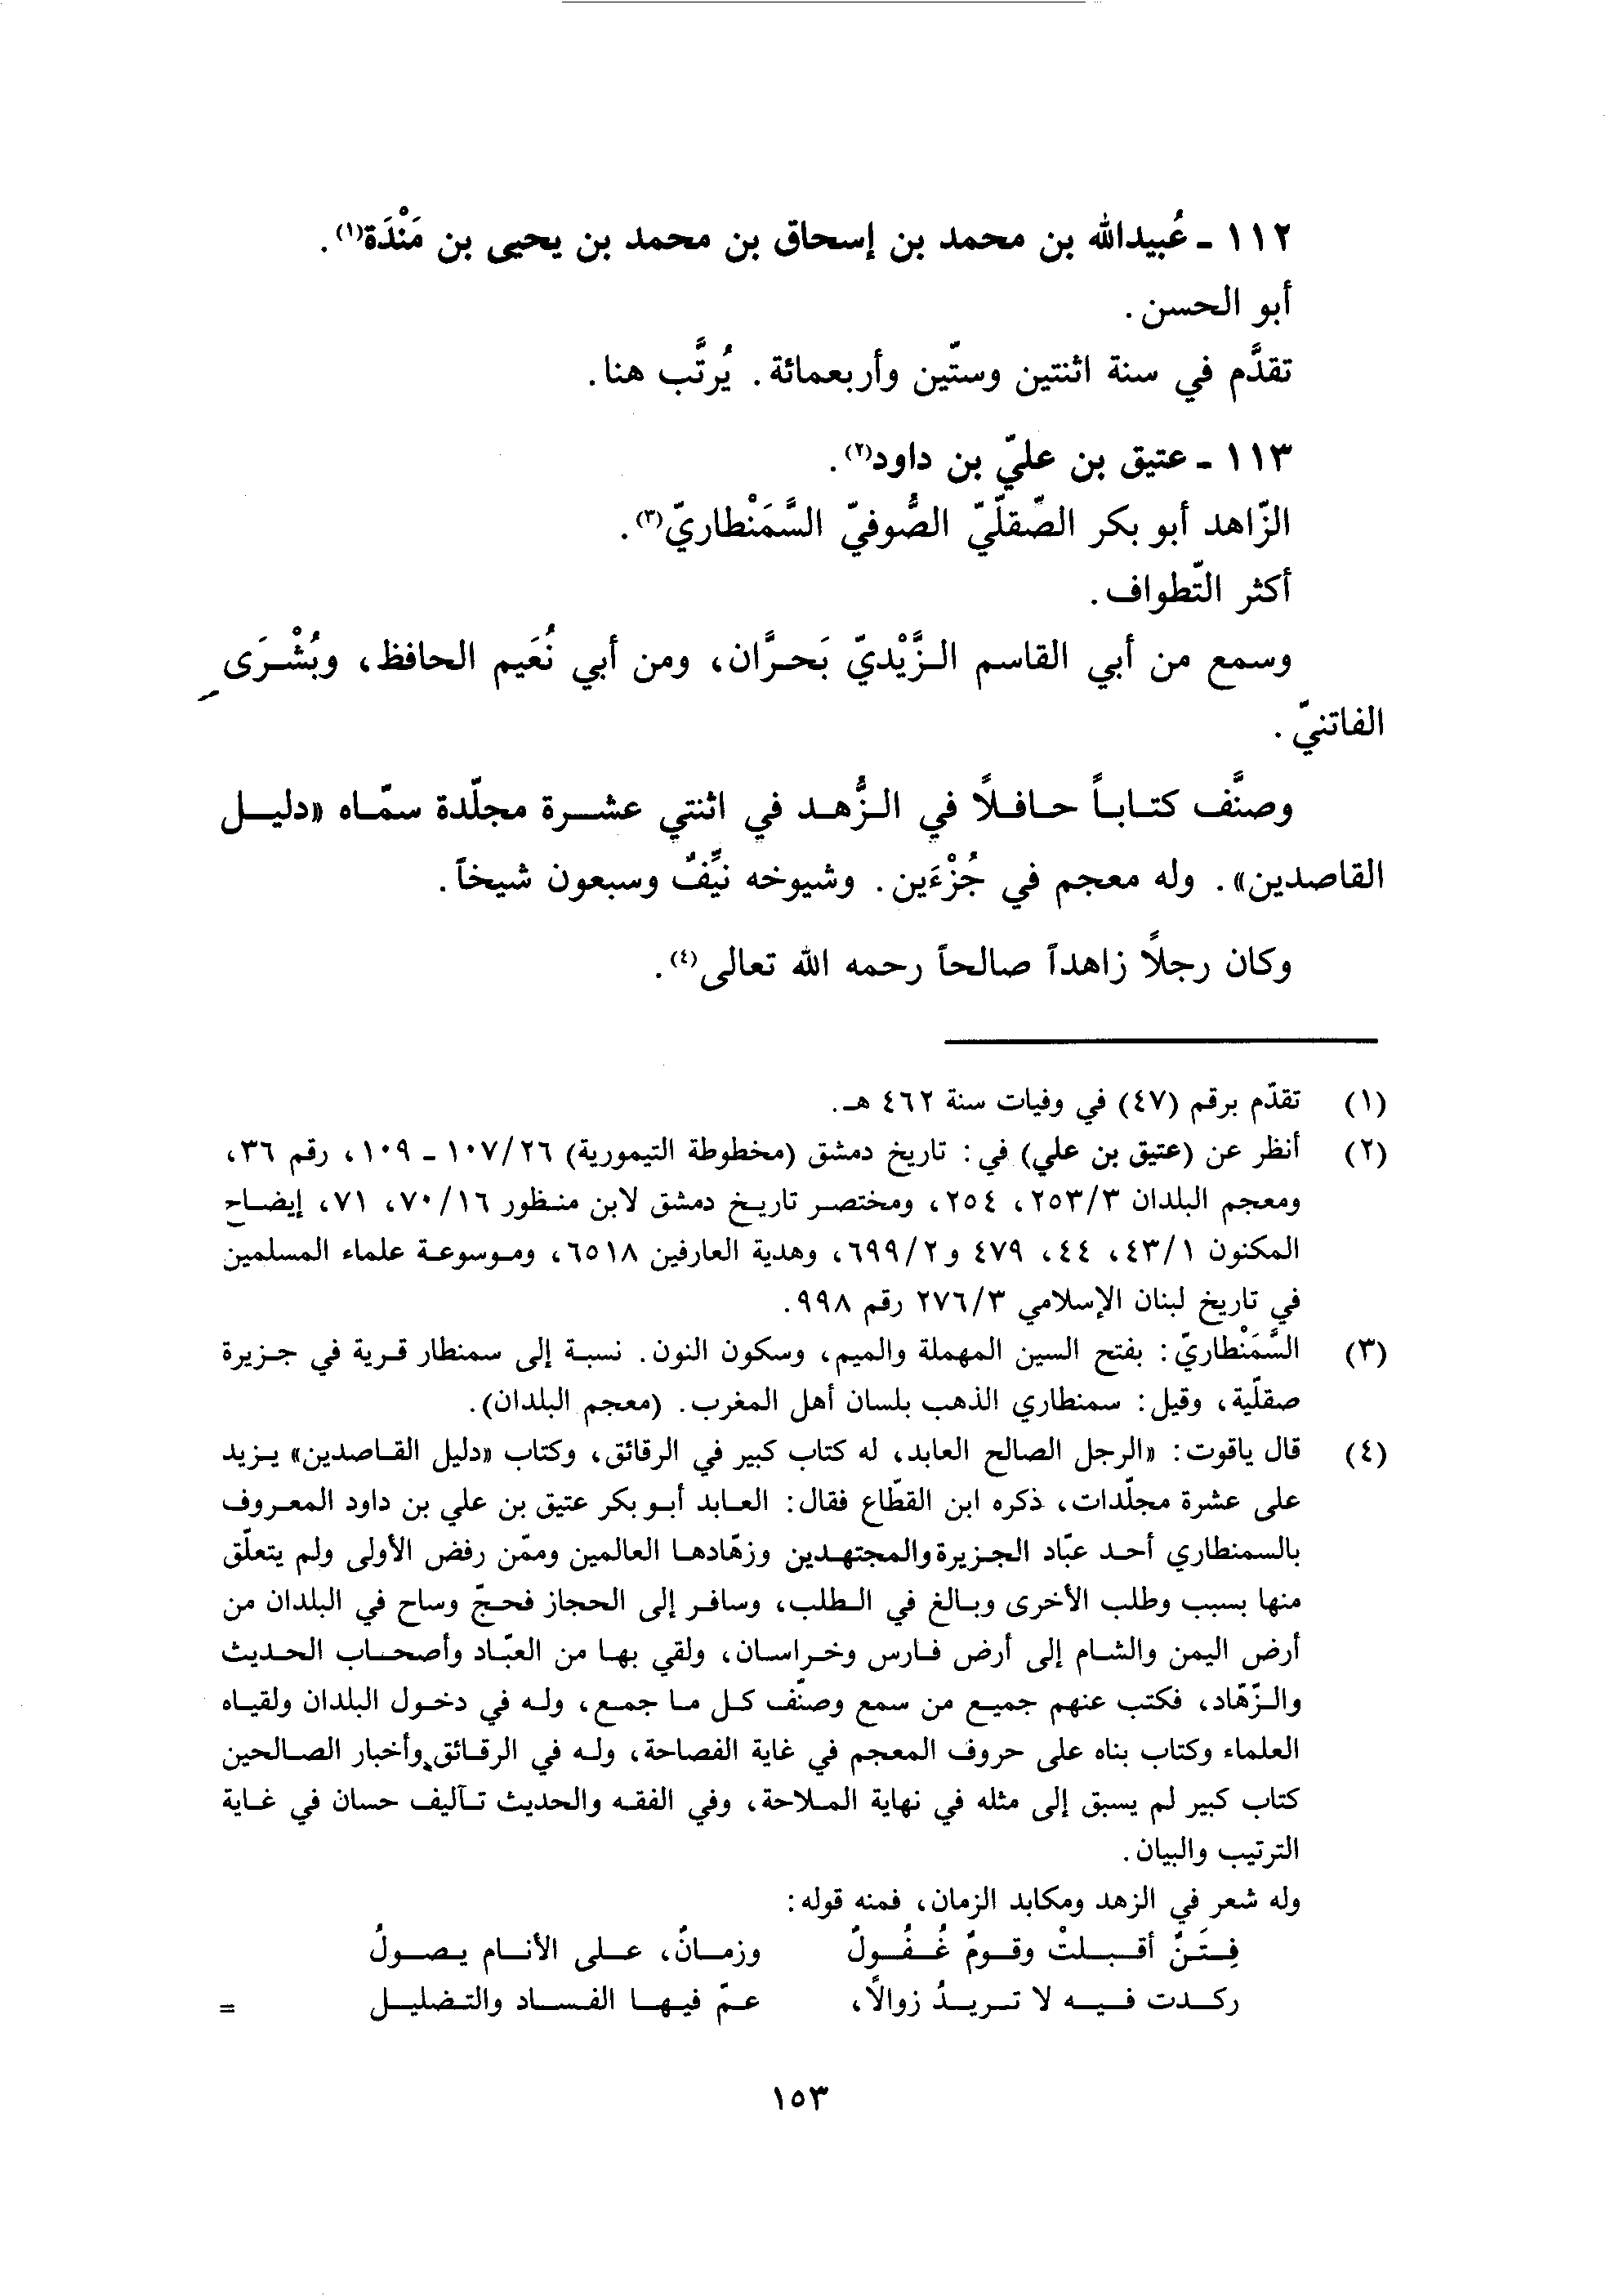 ١١٢ - عُبيدالله بن محمد بن إسحاق بن محمد بن يحيى بن مَنْدَة(١).
أبو الحسن.
تقدَّم في سنة اثنتين وستّين وأربعمائة. يُرتَّب هنا.
١١٣ - عتيق بن عليّ بن داود(٢).
الزّاهد أبو بكر الصّقلّيّ الصُّوفيّ السَّمَنْطاريّ(٣).
أكثر التّطواف.
وسمع من أبي القاسم الزَّيْديّ بَحرَّان، ومن أبي نُعَيم الحافظ، وبُشْرَى
الفاتنيّ.
وصنَّف كتاباً حافلاً في الزُّهد في اثنتي عشرة مجلّدة سمّاه «دليل
القاصدين». وله معجم في جُزْءَين. وشيوخه نيِّفٌ وسبعون شيخاً.
وكان رجلاً زاهداً صالحاً رحمه الله تعالى(٤).
(١) تقدّم برقم (٤٧) في وفيات سنة ٤٦٢ هـ.
(٢) أنظر عن (عتيق بن علي) في: تاريخ دمشق (مخطوطة التيمورية) ١٠٧/٢٦ - ١٠٩، رقم ٣٦،
ومعجم البلدان ٢٥٣/٣، ٢٥٤، ومختصر تاريخ دمشق لابن منظور ٧٠/١٦، ٧١، إيضاح
المكنون ٤٣/١، ٤٤، ٤٧٩ و٦٩٩/٢، وهدية العارفين ٦٥١٨، وموسوعة علماء المسلمين
في تاريخ لبنان الإسلامي ٢٧٦/٣ رقم ٩٩٨.
(٣) السَّمَنْطاريّ: بفتح السين المهملة والميم، وسكون النون. نسبة إلى سمنطار قرية في جزيرة
صقلّية، وقيل: سمنطاري الذهب بلسان أهل المغرب. (معجم البلدان).
(٤) قال ياقوت: «الرجل الصالح العابد، له كتاب كبير في الرقائق، وكتاب «دليل القاصدين» يزيد
على عشرة مجلّدات، ذكره ابن القطّاع فقال: العابد أبو بكر عتيق بن علي بن داود المعروف
بالسمنطاري أحد عبّاد الجزيرة والمجتهدين وزهّادها العالمين وممّن رفض الأولى ولم يتعلّق
منها بسبب وطلب الأخرى وبالغ في الطلب، وسافر إلى الحجاز فحجّ وساح في البلدان من
أرض اليمن والشام إلى أرض فارس وخراسان، ولقي بها من العبّاد وأصحاب الحديث
والزّهّاد، فكتب عنهم جميع من سمع وصنّف كل ما جمع، وله في دخول البلدان ولقياه
العلماء وكتاب بناه على حروف المعجم في غاية الفصاحة، وله في الرقائق وأخبار الصالحين
كتاب كبير لم يسبق إلى مثله في نهاية الملاحة، وفي الفقه والحديث تآليف حسان في غاية
الترتيب والبيان.
وله شعر في الزهد ومكابد الزمان، فمنه قوله:
فِتَنٌ أقبلتْ وقومٌ غُفُولٌ وزمانٌ، على الأنام يصولُ
ركدت فيه لا تريدُ زوالاً، عمّ فيها الفساد والتضليل =
١٥٣